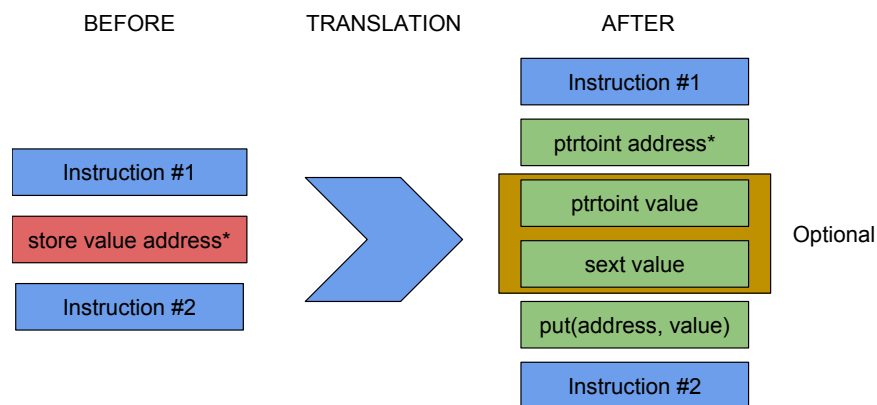 BEFORE
TRANSLATION
AFTER
Instruction #1
store value address*
Instruction #2
Instruction #1
ptrtoint address*
ptrtoint value
sext value
Optional
put(address, value)
Instruction #2